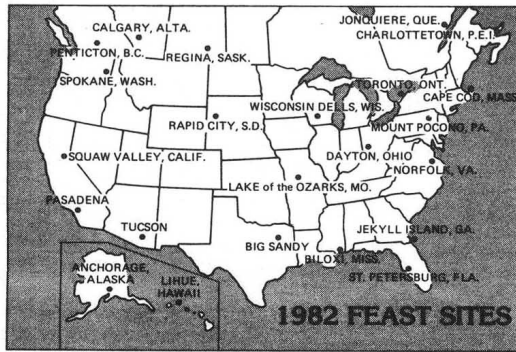 JONQUIERE, QUE.
CALGARY, ALTA.
CHARLOTTETOWN, P.E.I.
PENTICTON, B.C.
REGINA, SASK.
SPOKANE, WASH.
TORONTO, ONT.
CAPE COD, MASS.
WISCONSIN DELLS, WIS.
RAPID CITY, S.D.
MOUNT POCONO, PA.
SQUAW VALLEY, CALIF.
DAYTON, OHIO
NORFOLK, VA.
LAKE of the OZARKS, MO.
PASADENA
TUCSON
JEKYLL ISLAND, GA.
BIG SANDY
BILOXI, MISS.
ANCHORAGE,
ALASKA
LIHUE,
HAWAII
ST. PETERSBURG, FLA.
1982 FEAST SITES